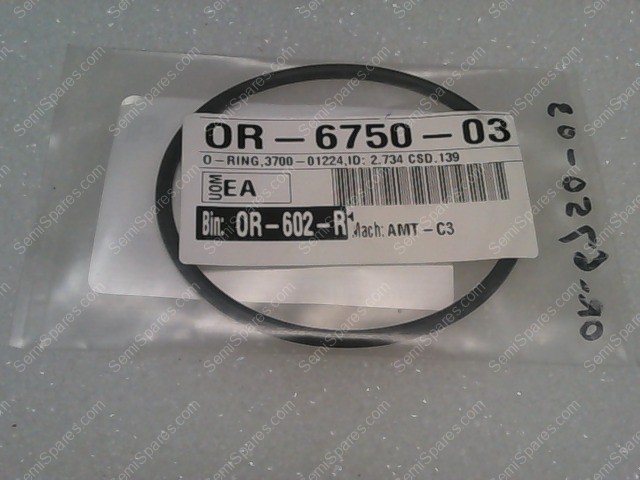 OR-6750-03
O-RING,3700-01224,ID: 2.734 CSD.139
UOM EA
Bin: OR-602-R1
Mach: AMT-C3
OR-6750-03
SemiSpares.com